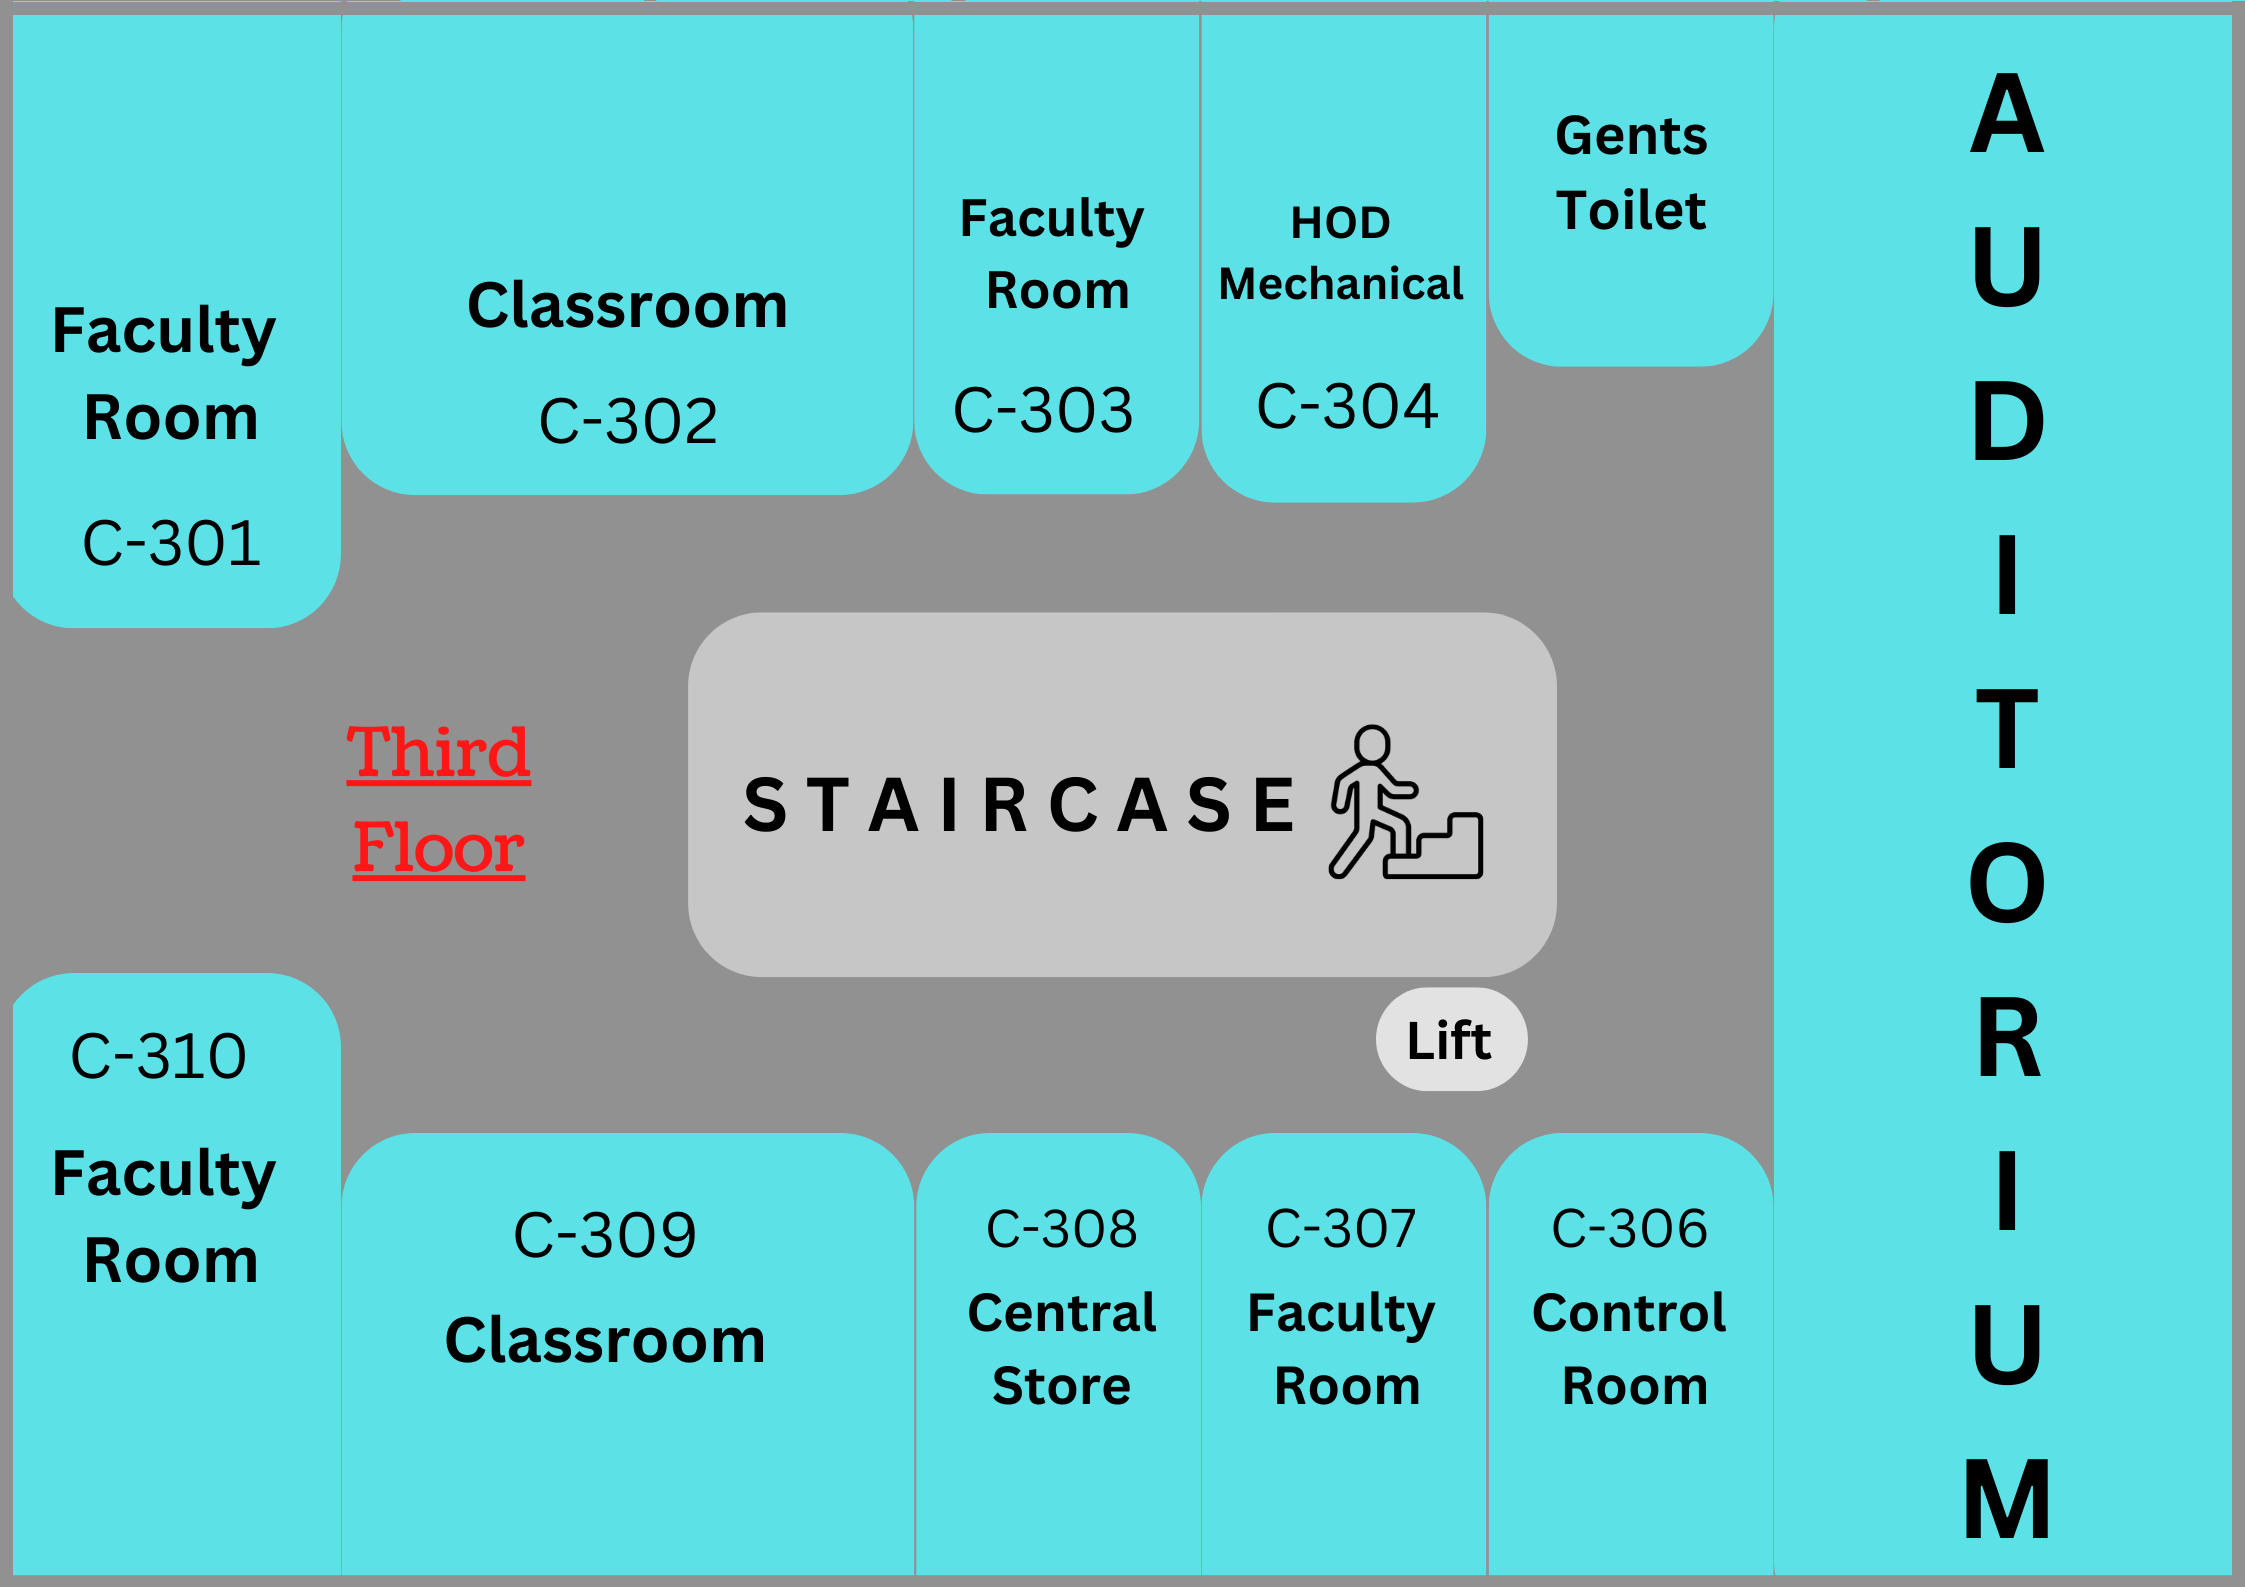 Faculty
Room
C-301
Classroom
C-302
Faculty
Room
C-303
HOD
Mechanical
C-304
Gents
Toilet
AUDITORIUM
Third
Floor
STAIRCASE
Lift
C-310
Faculty
Room
C-309
Classroom
C-308
Central
Store
C-307
Faculty
Room
C-306
Control
Room